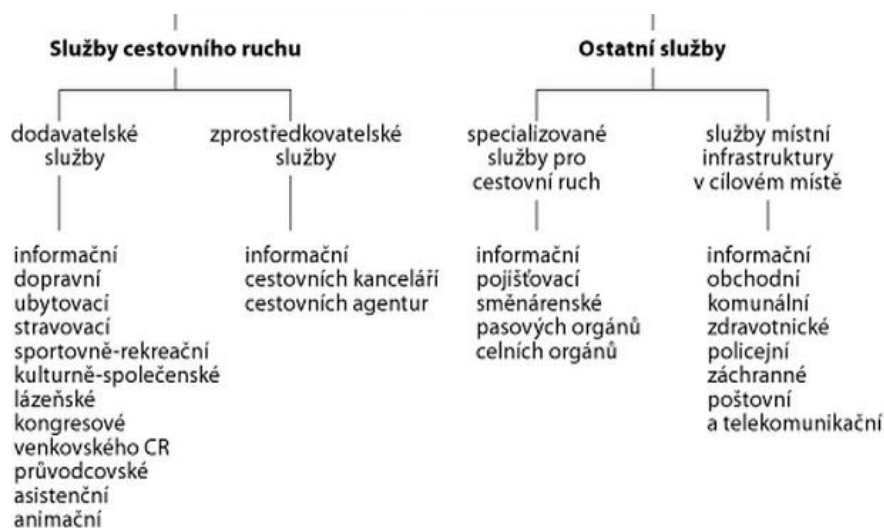 Služby cestovního ruchu
Ostatní služby
dodavatelské
služby
zprostředkovatelské
služby
specializované
služby pro
cestovní ruch
služby místní
infrastruktury
v cílovém místě
informační
dopravní
ubytovací
stravovací
sportovně-rekreační
kulturně-společenské
lázeňské
kongresové
venkovského CR
průvodcovské
asistenční
animační
informační
cestovních kanceláří
cestovních agentur
informační
pojišťovací
směnárenské
pasových orgánů
celních orgánů
informační
obchodní
komunální
zdravotnické
policejní
záchranné
poštovní
a telekomunikační